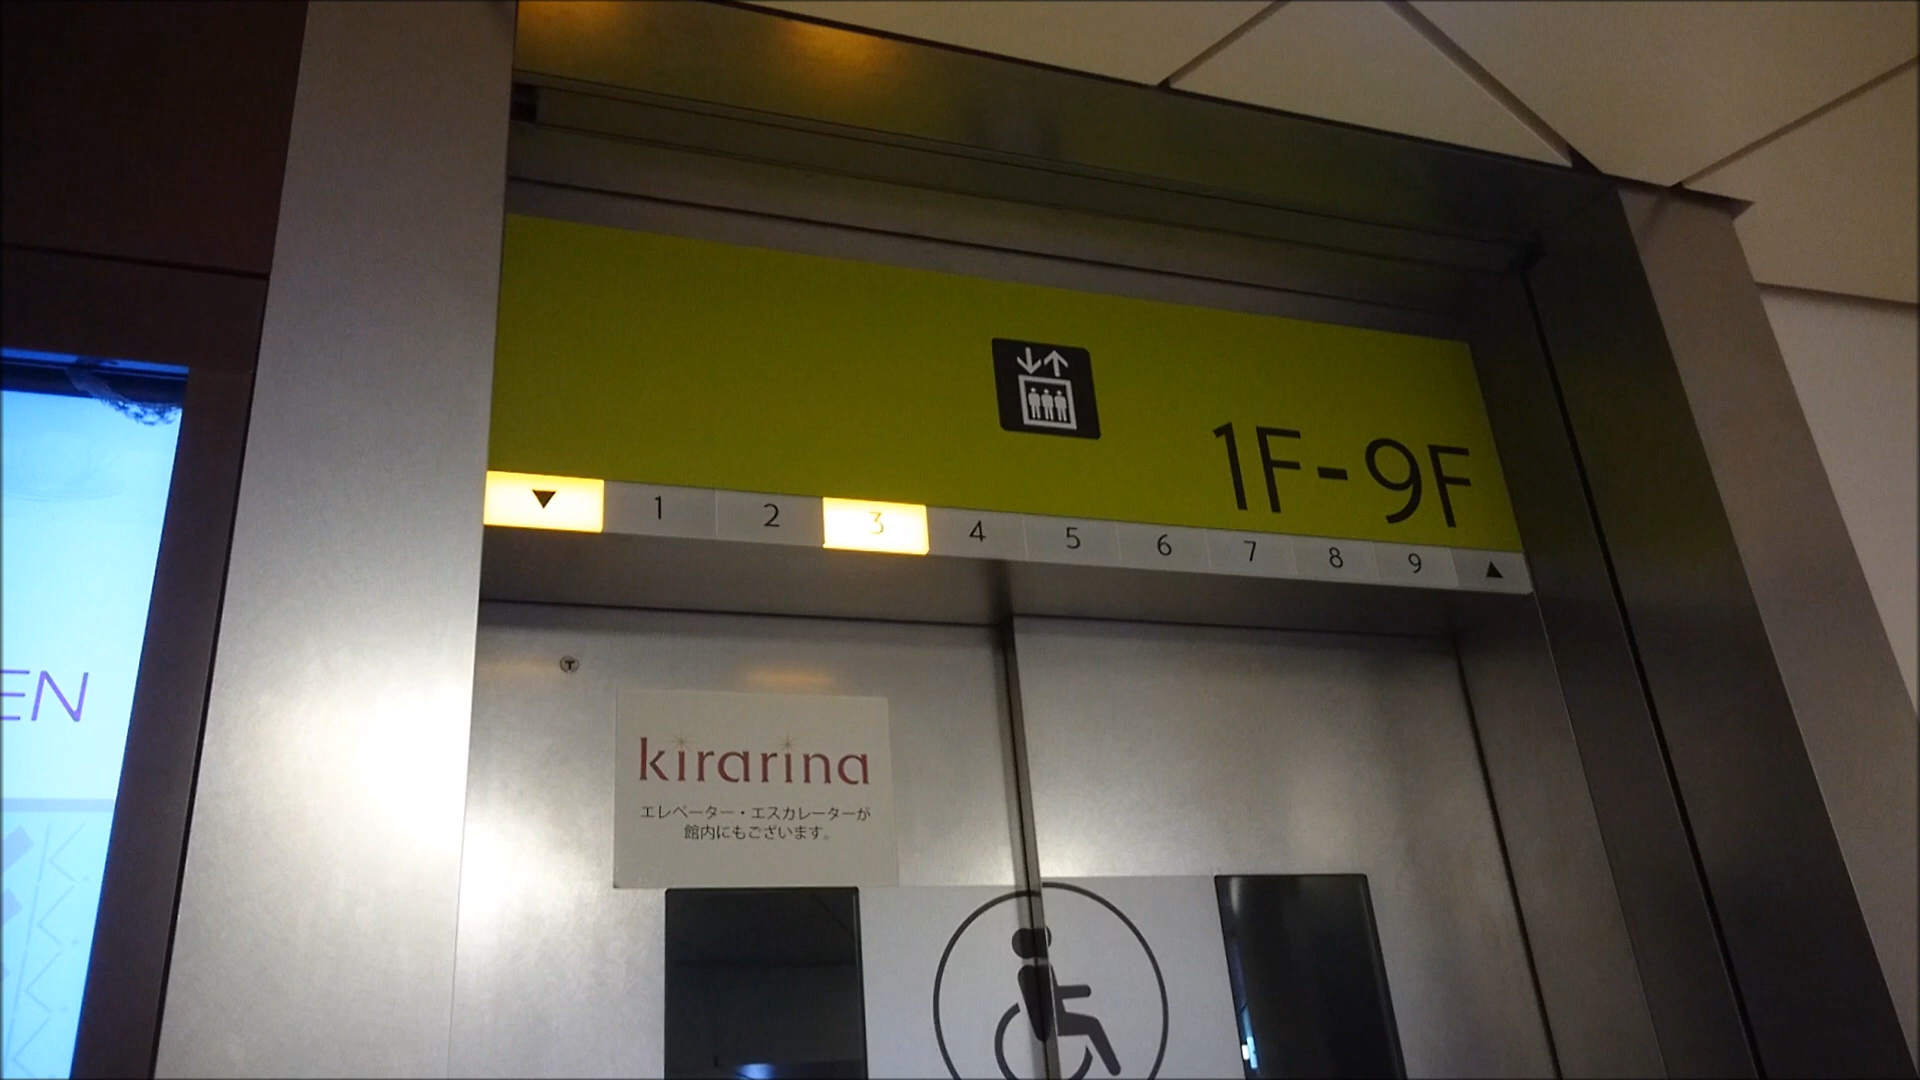 1F-9F
▼ 1 2 3 4 5 6 7 8 9 ▲
kirarina
エレベーター・エスカレーターが
館内にもございます。
EN